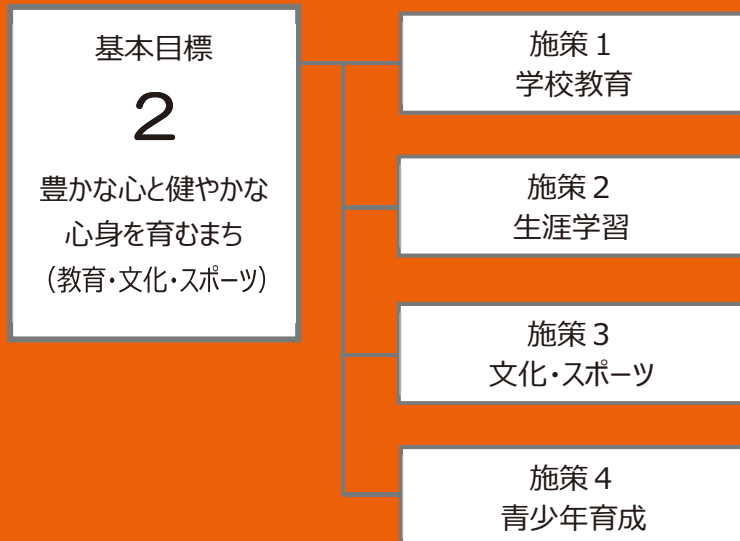 基本目標
2
豊かな心と健やかな
心身を育むまち
（教育・文化・スポーツ）
施策１
学校教育
施策２
生涯学習
施策３
文化・スポーツ
施策４
青少年育成